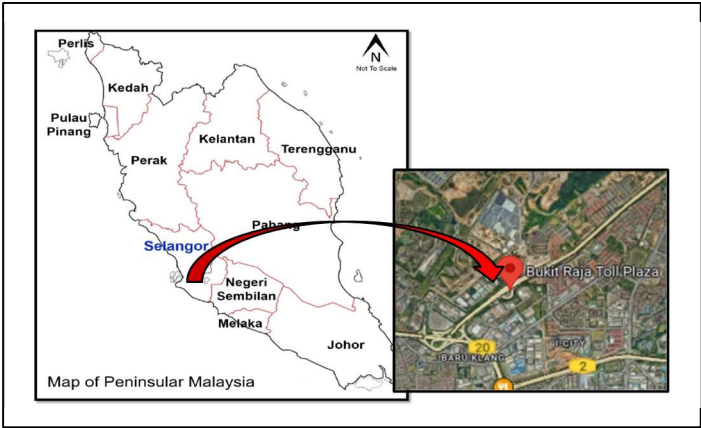 Perlis
N
Not To Scale
Kedah
Pulau
Pinang
Kelantan
Terengganu
Perak
Pahang
Selangor
Negeri
Sembilan
Melaka
Johor
Map of Peninsular Malaysia
Bukit Raja Toll Plaza
20
I-CITY
BARU KLANG
2